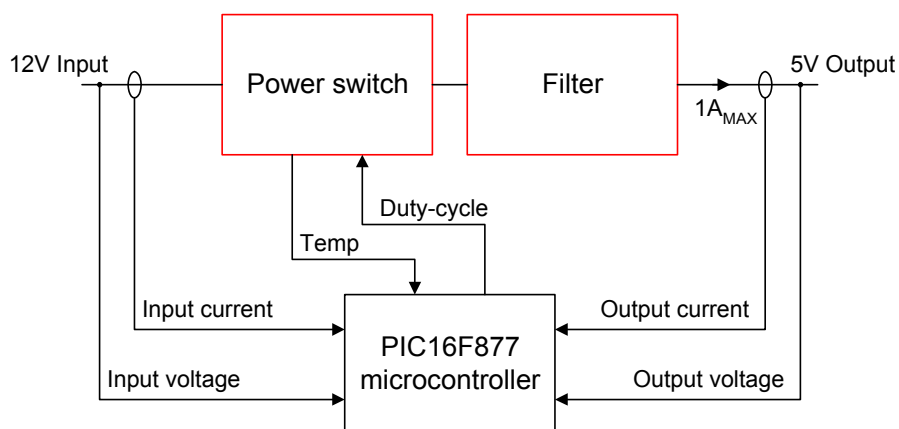 12V Input
Power switch
Filter
5V Output
1A_MAX
Duty-cycle
Temp
Input current
Output current
PIC16F877
microcontroller
Input voltage
Output voltage